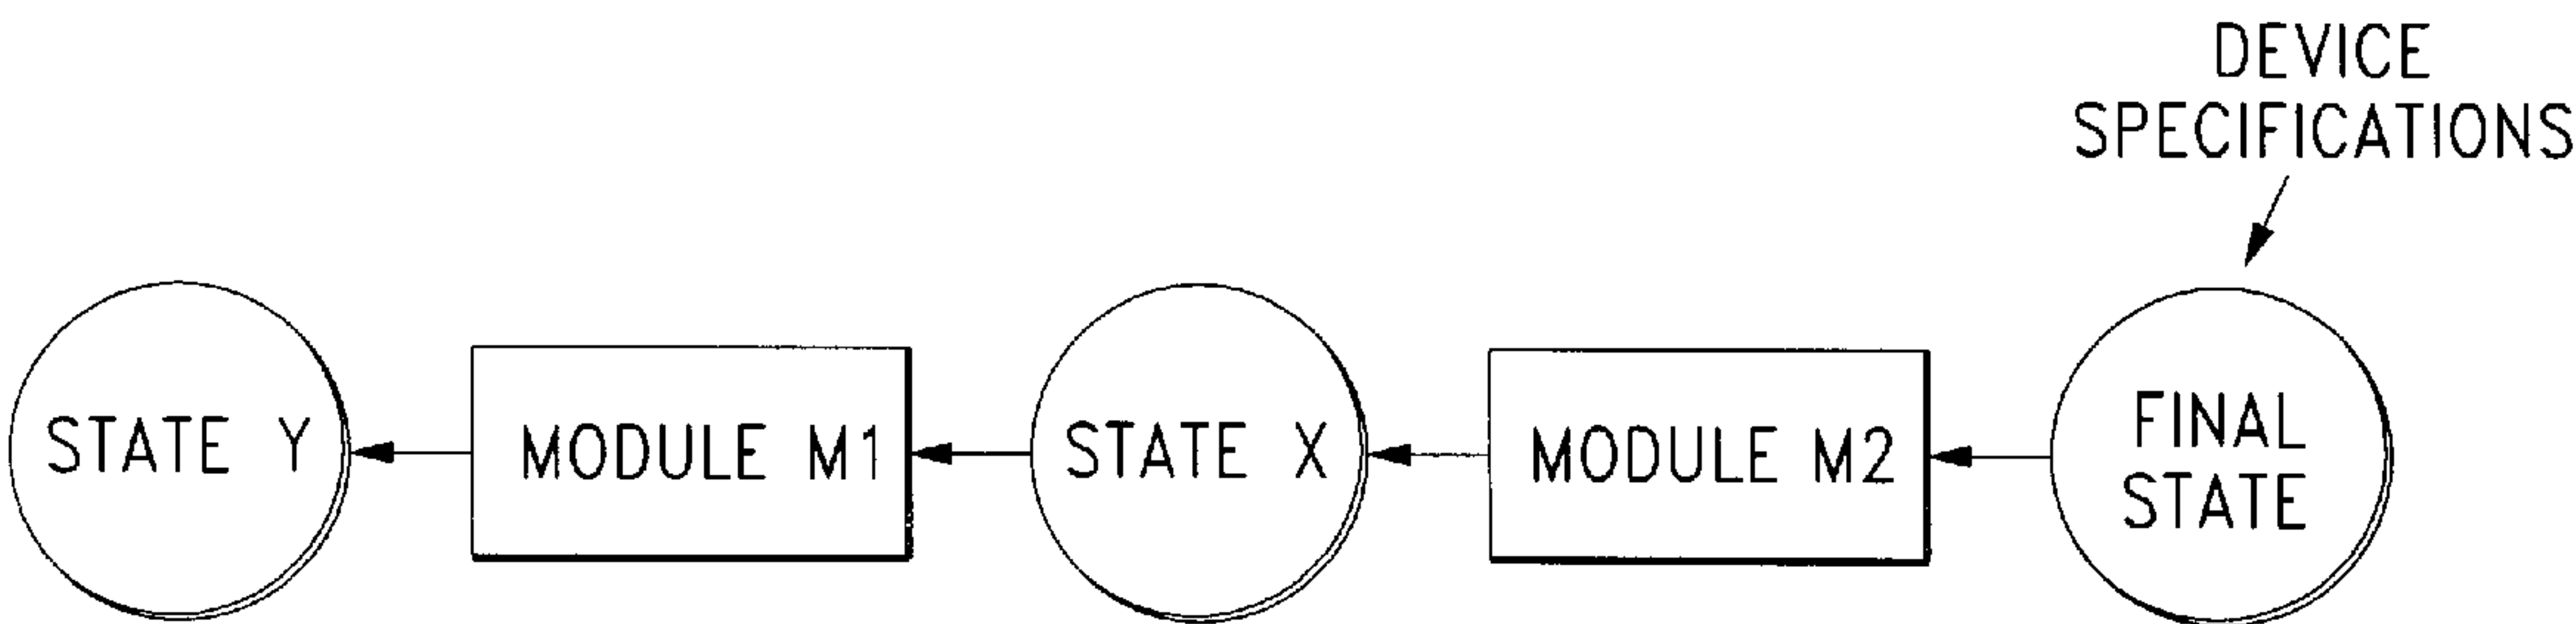 DEVICE
SPECIFICATIONS
STATE Y
MODULE M1
STATE X
MODULE M2
FINAL
STATE